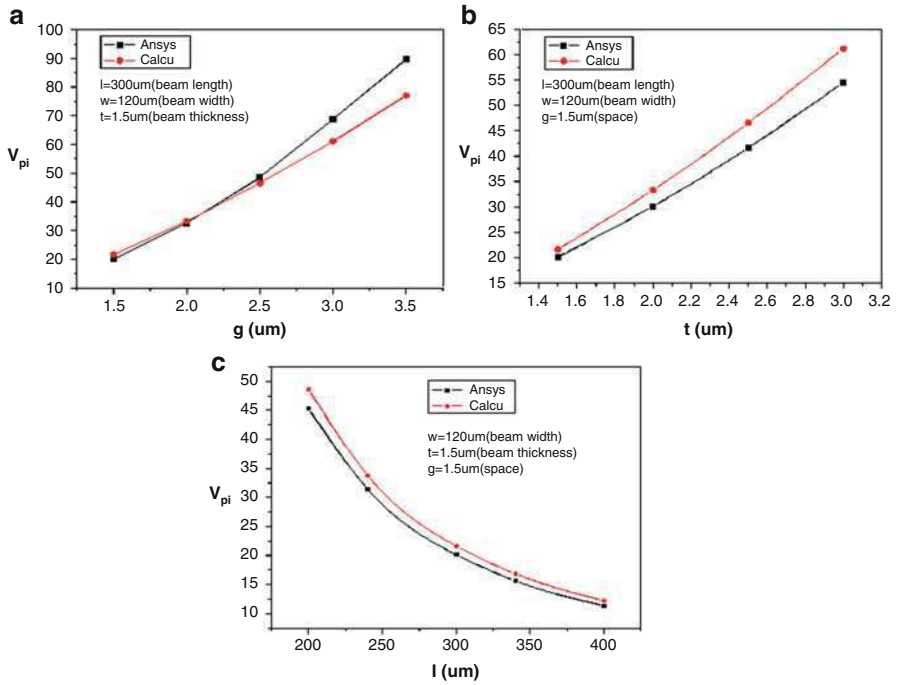 a
100
90
80
70
60
50
40
30
20
10
V pi
Ansys
Calcu
l=300um(beam length)
w=120um(beam width)
t=1.5um(beam thickness)
1.5 2.0 2.5 3.0 3.5
g (um)
b
65
60
55
50
45
40
35
30
25
20
15
V pi
Ansys
Calcu
l=300um(beam length)
w=120um(beam width)
g=1.5um(space)
1.4 1.6 1.8 2.0 2.2 2.4 2.6 2.8 3.0 3.2
t (um)
c
50
45
40
35
30
25
20
15
10
V pi
Ansys
Calcu
w=120um(beam width)
t=1.5um(beam thickness)
g=1.5um(space)
200 250 300 350 400
l (um)